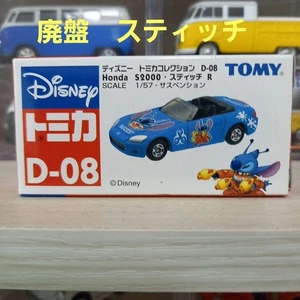 廃盤　スティッチ
ディズニー トミカコレクション D-08
Honda S2000・スティッチ R
SCALE 1/57・サスペンション
TOMY
Disney
トミカ
D-08
©Disney